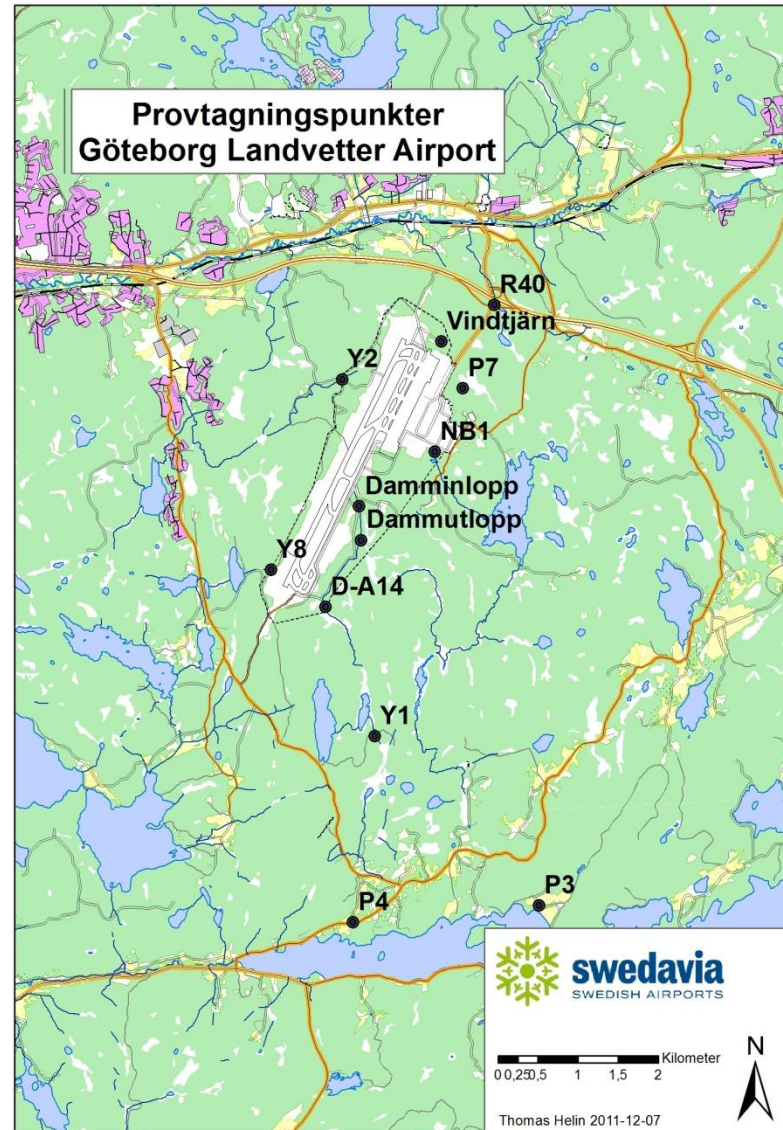 Provtagningspunkter
Göteborg Landvetter Airport
R40
Vindtjärn
Y2
P7
NB1
Damminlopp
Dammutlopp
Y8
D-A14
Y1
P3
P4
swedavia
SWEDISH AIRPORTS
N
Kilometer
0 0,25 0,5 1 1,5 2
Thomas Helin 2011-12-07